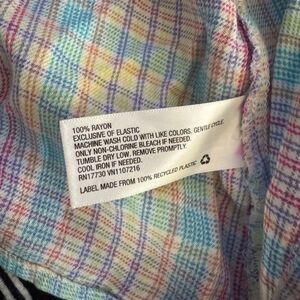 100% RAYON
EXCLUSIVE OF ELASTIC
MACHINE WASH COLD WITH LIKE COLORS. GENTLE CYCLE.
ONLY NON-CHLORINE BLEACH IF NEEDED.
TUMBLE DRY LOW. REMOVE PROMPTLY.
COOL IRON IF NEEDED.
RN17730 VN1107216
LABEL MADE FROM 100% RECYCLED PLASTIC